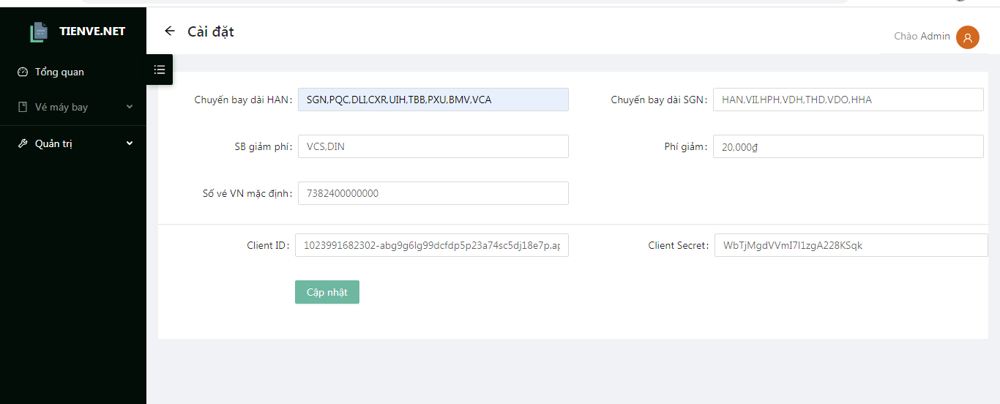 TIENVE.NET
Cài đặt
Chào Admin
Tổng quan
Vé máy bay
Quản trị
Chuyến bay dài HAN: SGN,PQC,DLI,CXR,UIH,TBB,PXU,BMV,VCA
Chuyến bay dài SGN: HAN,VII,HPH,VDH,THD,VDO,HHA
SB giảm phí: VCS,DIN
Phí giảm: 20,000₫
Số vé VN mặc định: 7382400000000
Client ID: 1023991682302-abg9g6lg99dcfdp5p23a74sc5dj18e7p.ap
Client Secret: WbTjMgdVVmI7l1zgA228KSqk
Cập nhật